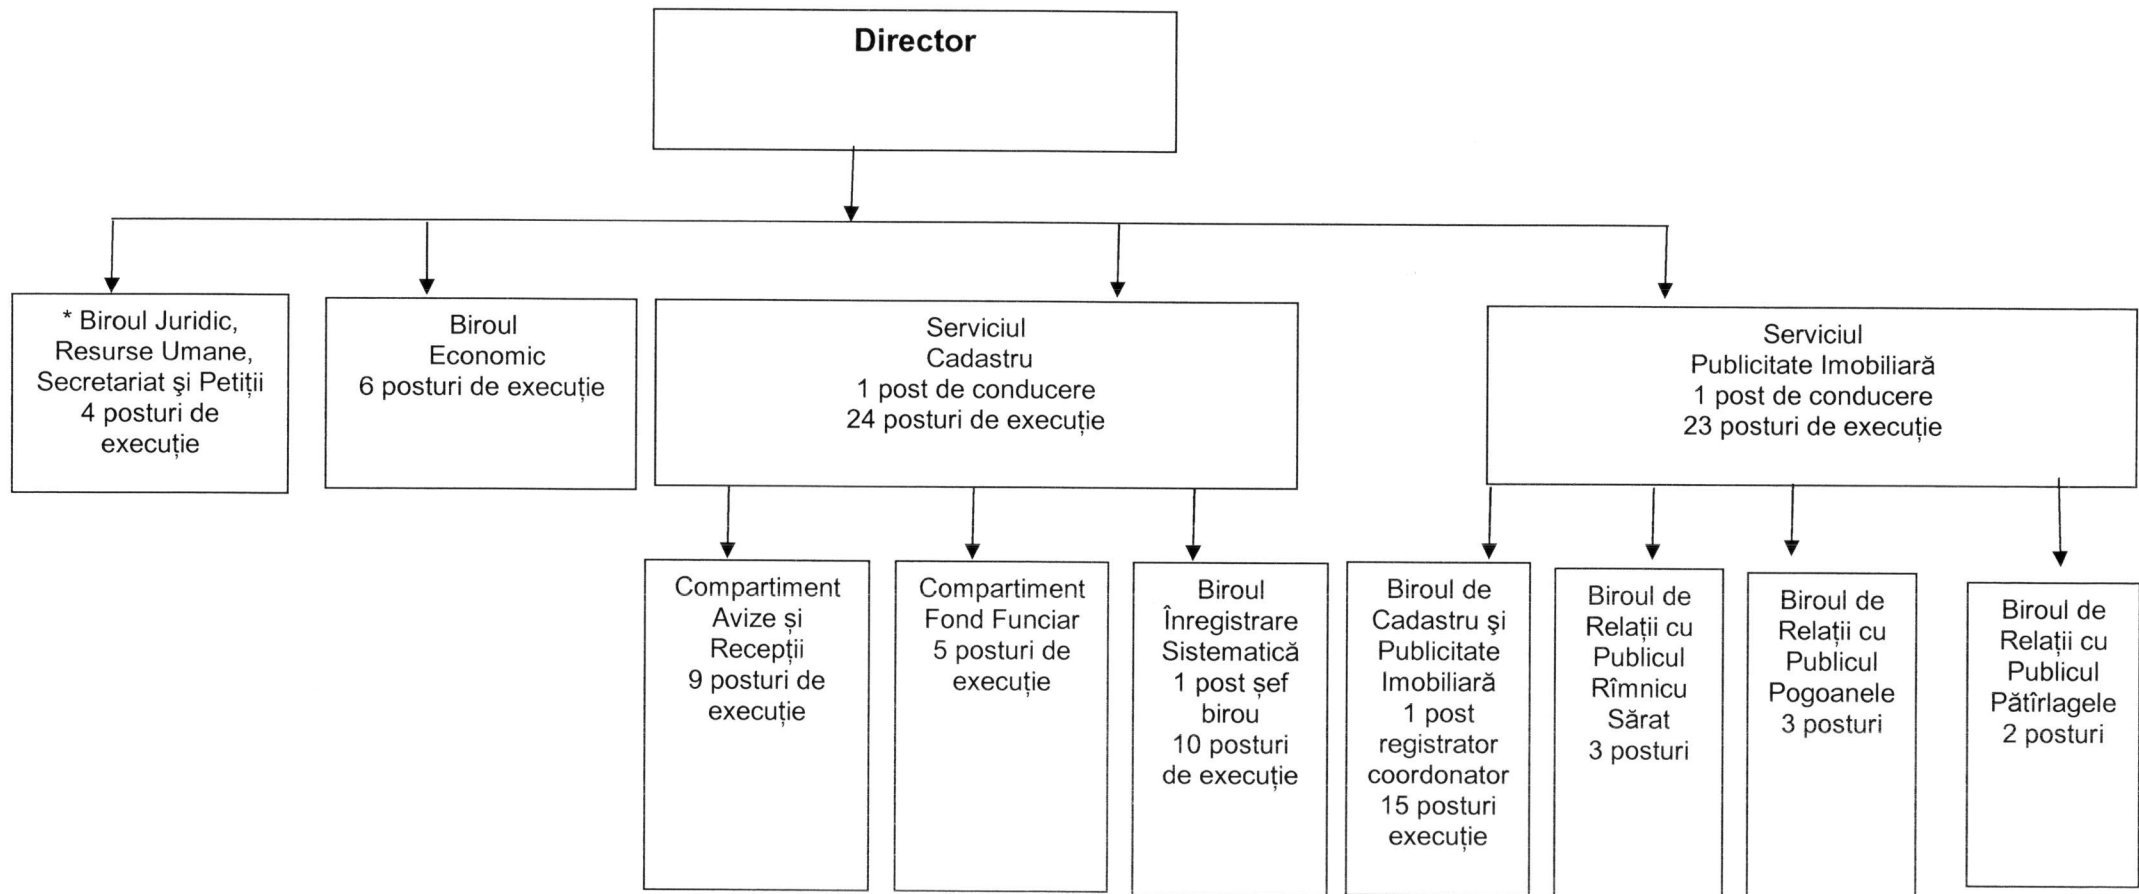 Director
* Biroul Juridic,
Resurse Umane,
Secretariat şi Petiții
4 posturi de
execuție
Biroul
Economic
6 posturi de execuție
Serviciul
Cadastru
1 post de conducere
24 posturi de execuție
Serviciul
Publicitate Imobiliară
1 post de conducere
23 posturi de execuție
Compartiment
Avize și
Recepții
9 posturi de
execuție
Compartiment
Fond Funciar
5 posturi de
execuție
Biroul
Înregistrare
Sistematică
1 post șef
birou
10 posturi
de execuție
Biroul de
Cadastru şi
Publicitate
Imobiliară
1 post
registrator
coordonator
15 posturi
execuție
Biroul de
Relații cu
Publicul
Rîmnicu
Sărat
3 posturi
Biroul de
Relații cu
Publicul
Pogoanele
3 posturi
Biroul de
Relații cu
Publicul
Pătîrlagele
2 posturi